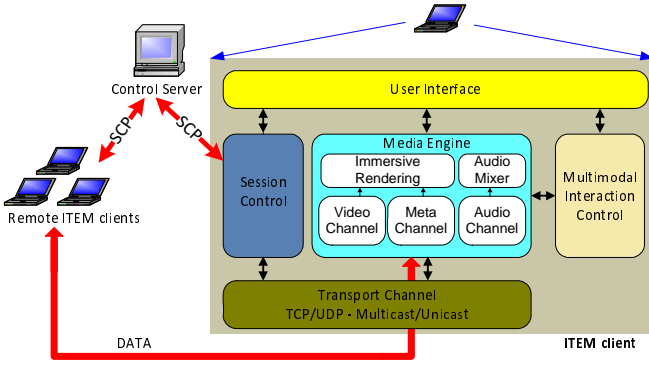 Control Server
User Interface
SCP
SCP
Media Engine
Immersive
Rendering
Audio
Mixer
Session
Control
Video
Channel
Meta
Channel
Audio
Channel
Multimodal
Interaction
Control
Remote ITEM clients
Transport Channel
TCP/UDP - Multicast/Unicast
DATA
ITEM client